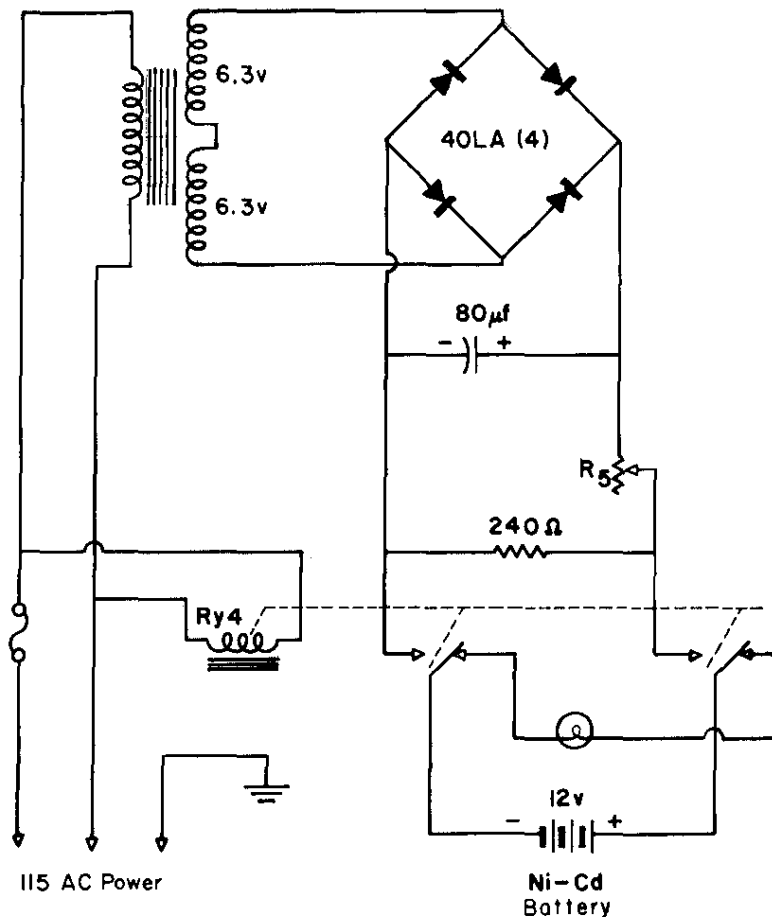 6.3v
6.3v
40LA (4)
80μf
- +
R5
240Ω
Ry4
12v
- +
115 AC Power
Ni-Cd
Battery